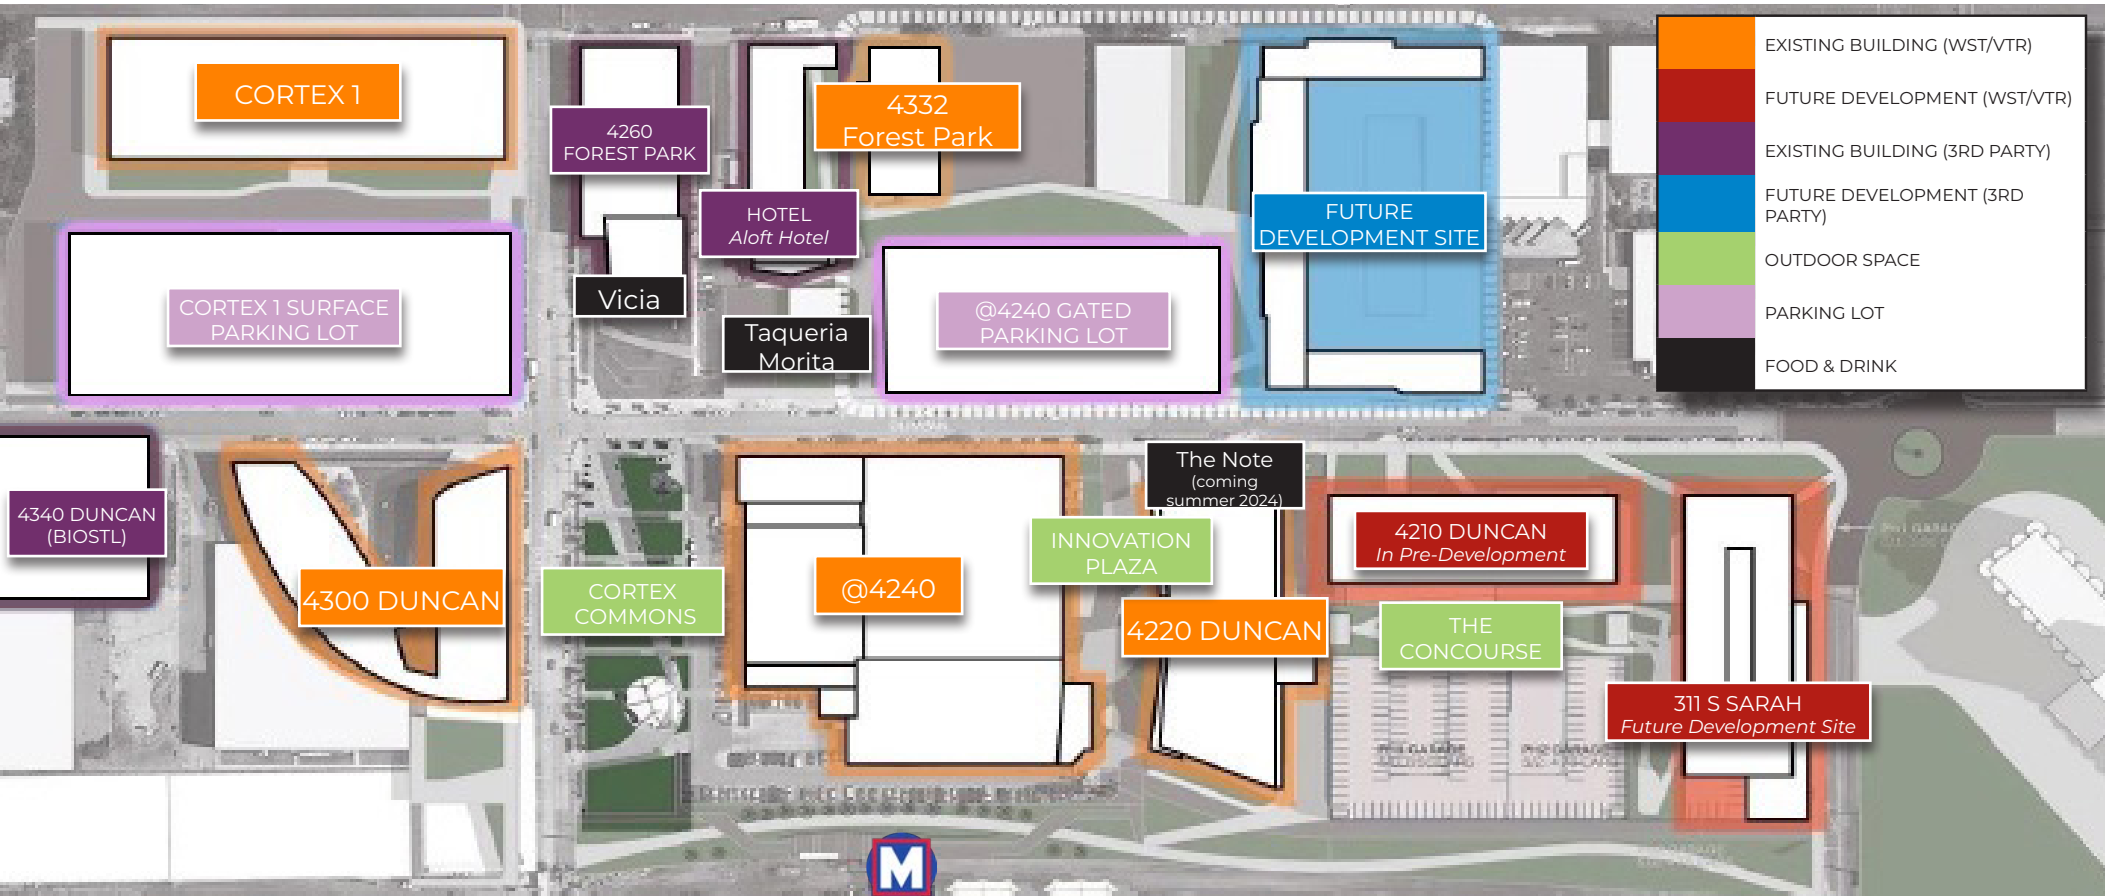 CORTEX 1
4260
FOREST PARK
HOTEL
Aloft Hotel
4332
Forest Park
FUTURE
DEVELOPMENT SITE
EXISTING BUILDING (WST/VTR)
FUTURE DEVELOPMENT (WST/VTR)
EXISTING BUILDING (3RD PARTY)
FUTURE DEVELOPMENT (3RD
PARTY)
OUTDOOR SPACE
PARKING LOT
FOOD & DRINK
CORTEX 1 SURFACE
PARKING LOT
Vicia
Taqueria
Morita
@4240 GATED
PARKING LOT
DUNCAN
4340 DUNCAN
(BIOSTL)
4300 DUNCAN
CORTEX
COMMONS
@4240
INNOVATION
PLAZA
The Note
(coming
summer 2024)
4220 DUNCAN
4210 DUNCAN
In Pre-Development
THE
CONCOURSE
311 S SARAH
Future Development Site
M